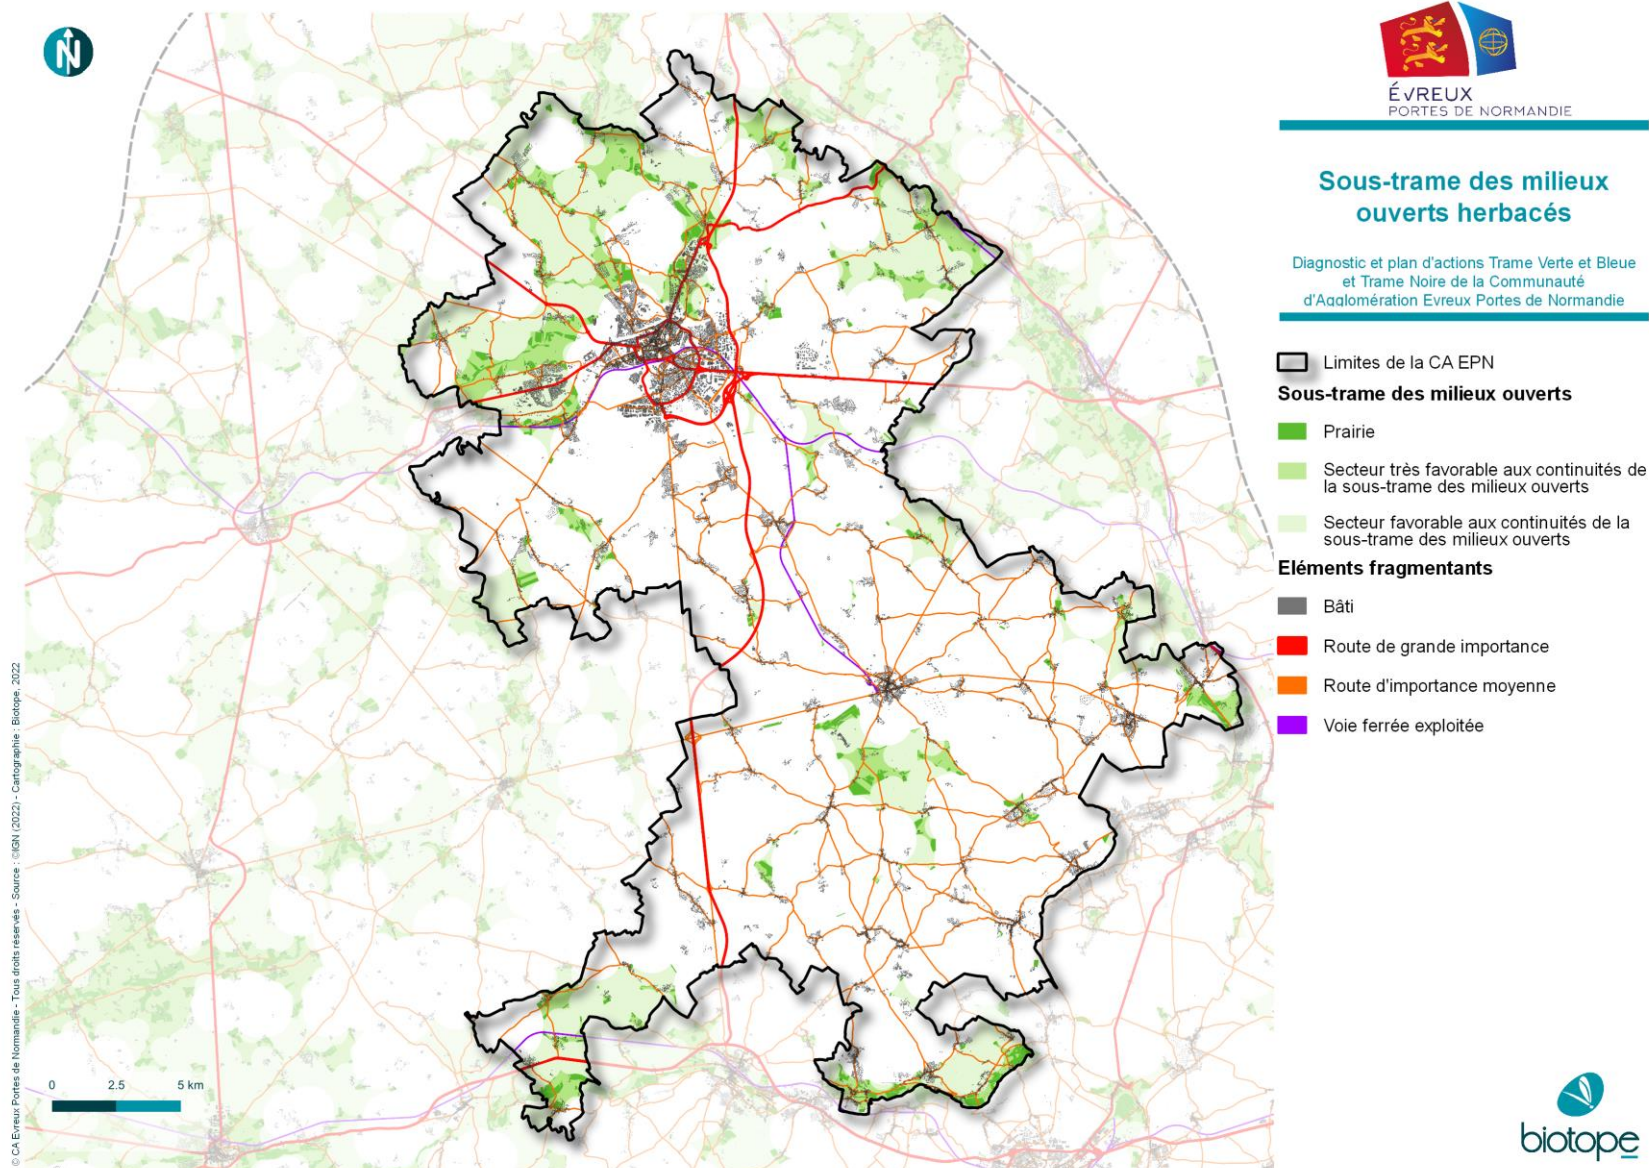 N
ÉVREUX
PORTES DE NORMANDIE
Sous-trame des milieux
ouverts herbacés
Diagnostic et plan d'actions Trame Verte et Bleue
et Trame Noire de la Communauté
d'Agglomération Evreux Portes de Normandie
Limites de la CA EPN
Sous-trame des milieux ouverts
Prairie
Secteur très favorable aux continuités de
la sous-trame des milieux ouverts
Secteur favorable aux continuités de la
sous-trame des milieux ouverts
Eléments fragmentants
Bâti
Route de grande importance
Route d'importance moyenne
Voie ferrée exploitée
0 2.5 5 km
© CA Evreux Portes de Normandie - Tous droits réservés - Source : ©IGN (2022) - Cartographie : Biotope, 2022
biotope